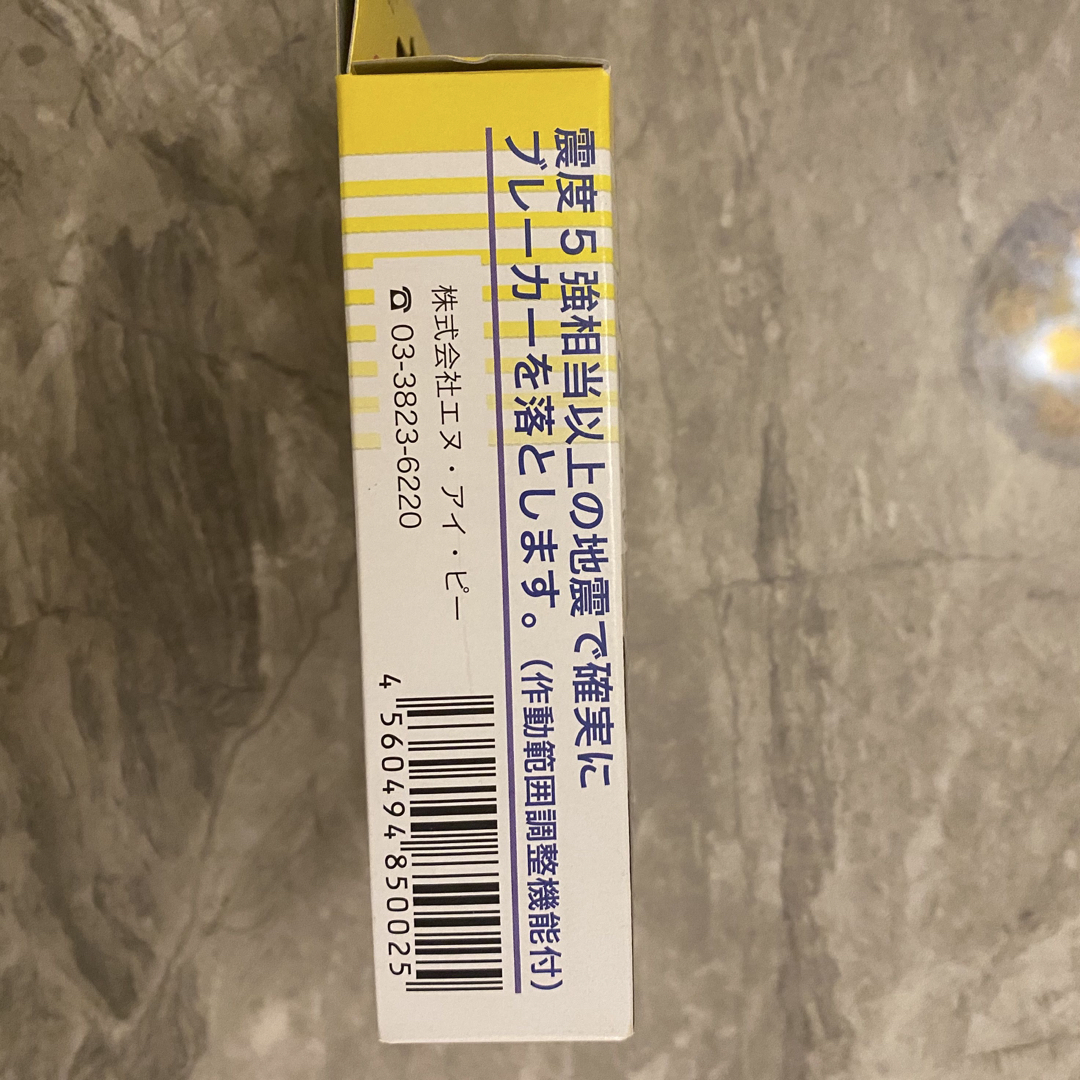 震度5強相当以上の地震で確実に
ブレーカーを落とします。(作動範囲調整機能付)
株式会社エヌ・アイ・ピー
☎ 03-3823-6220
4 560494 850025